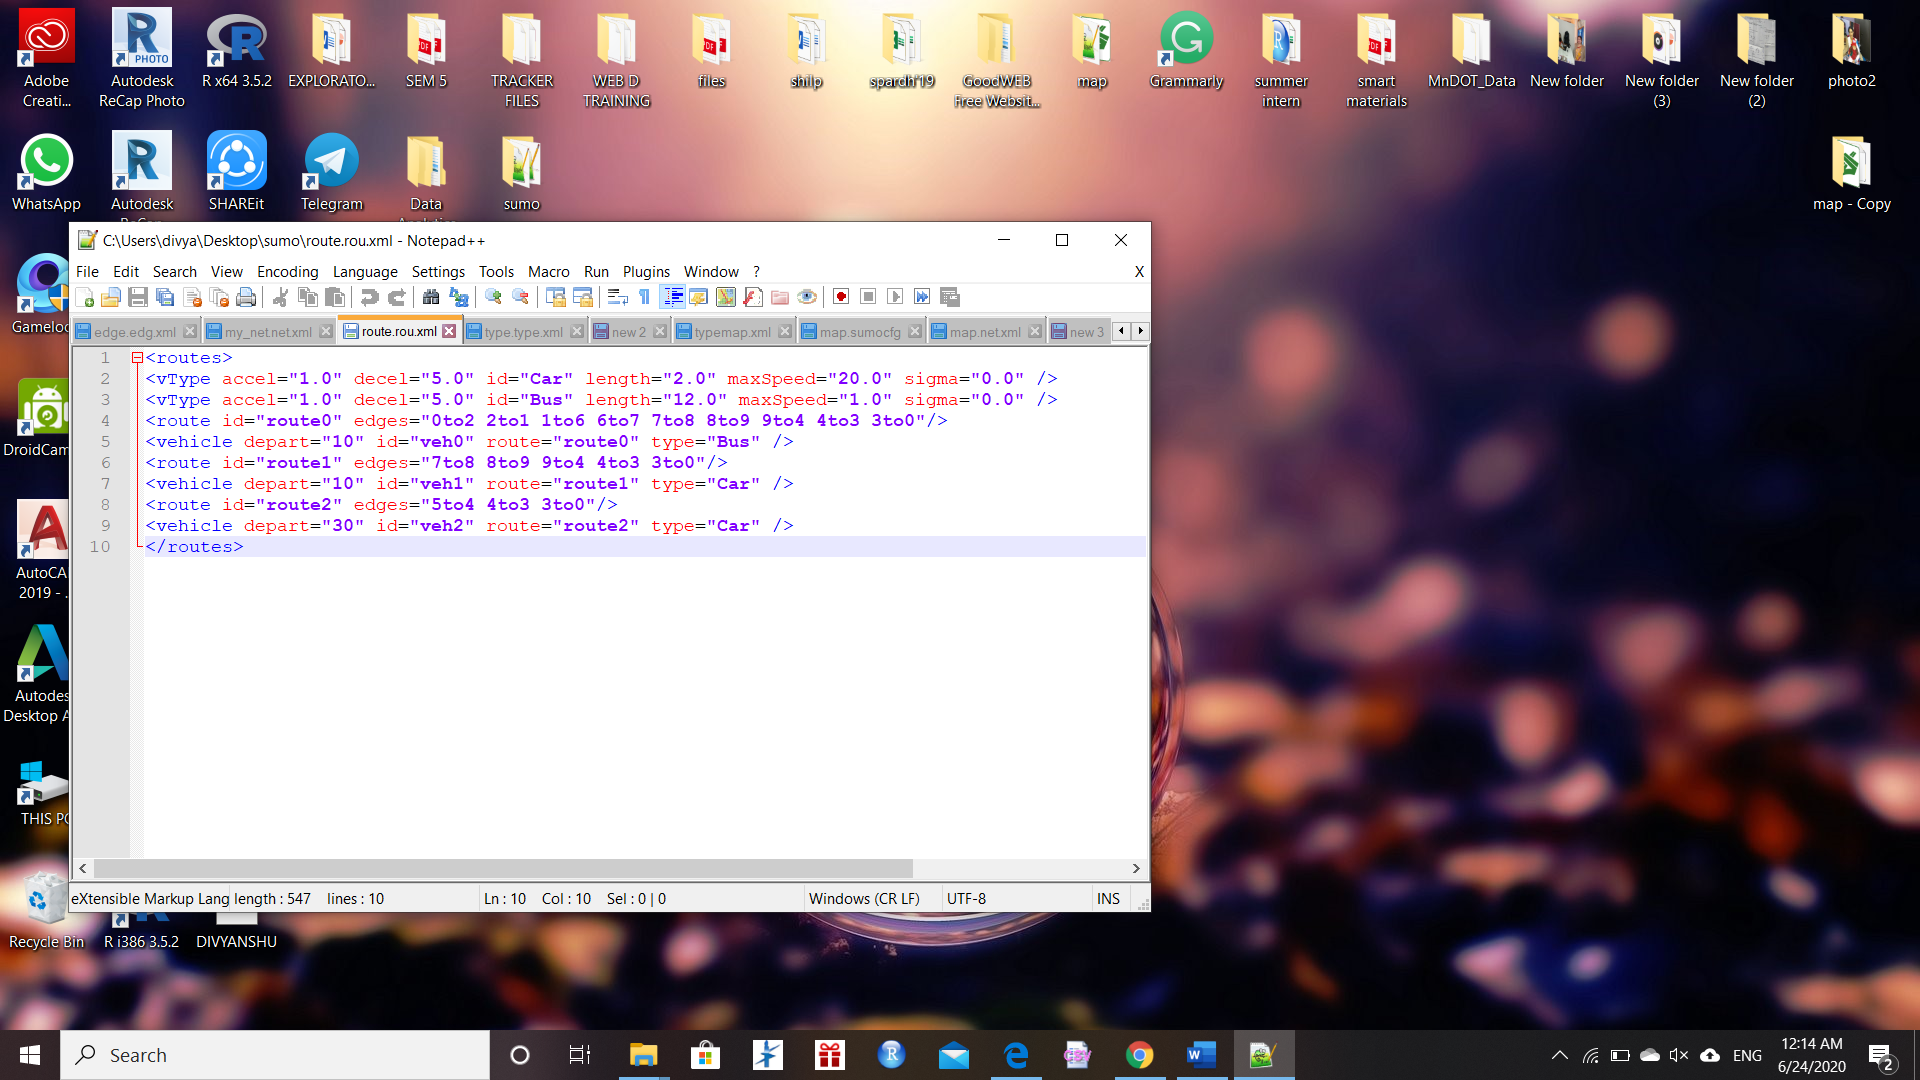 Adobe
Creati...
Autodesk
ReCap Photo
R x64 3.5.2
EXPLORATO...
SEM 5
TRACKER
FILES
WEB D
TRAINING
files
shilp
spardhf'19
GoodWEB
Free Websit...
map
Grammarly
summer
intern
smart
materials
MnDOT_Data
New folder
New folder
(3)
New folder
(2)
photo2
WhatsApp
Autodesk
SHAREit
Telegram
Data
sumo
map - Copy
C:\Users\divya\Desktop\sumo\route.rou.xml - Notepad++
File Edit Search View Encoding Language Settings Tools Macro Run Plugins Window ? X
edge.edg.xml my_net.net.xml route.rou.xml type.type.xml new 2 typemap.xml map.sumocfg map.net.xml new 3
1 <routes>
2 <vType accel="1.0" decel="5.0" id="Car" length="2.0" maxSpeed="20.0" sigma="0.0" />
3 <vType accel="1.0" decel="5.0" id="Bus" length="12.0" maxSpeed="1.0" sigma="0.0" />
4 <route id="route0" edges="0to2 2to1 1to6 6to7 7to8 8to9 9to4 4to3 3to0"/>
5 <vehicle depart="10" id="veh0" route="route0" type="Bus" />
6 <route id="route1" edges="7to8 8to9 9to4 4to3 3to0"/>
7 <vehicle depart="10" id="veh1" route="route1" type="Car" />
8 <route id="route2" edges="5to4 4to3 3to0"/>
9 <vehicle depart="30" id="veh2" route="route2" type="Car" />
10 </routes>
eXtensible Markup Lang length : 547 lines : 10 Ln : 10 Col : 10 Sel : 0 | 0 Windows (CR LF) UTF-8 INS
Gameloo
DroidCam
AutoCA
2019 - .
Autodes
Desktop A
THIS PC
Recycle Bin
R i386 3.5.2
DIVYANSHU
Search
ENG
12:14 AM
6/24/2020
2